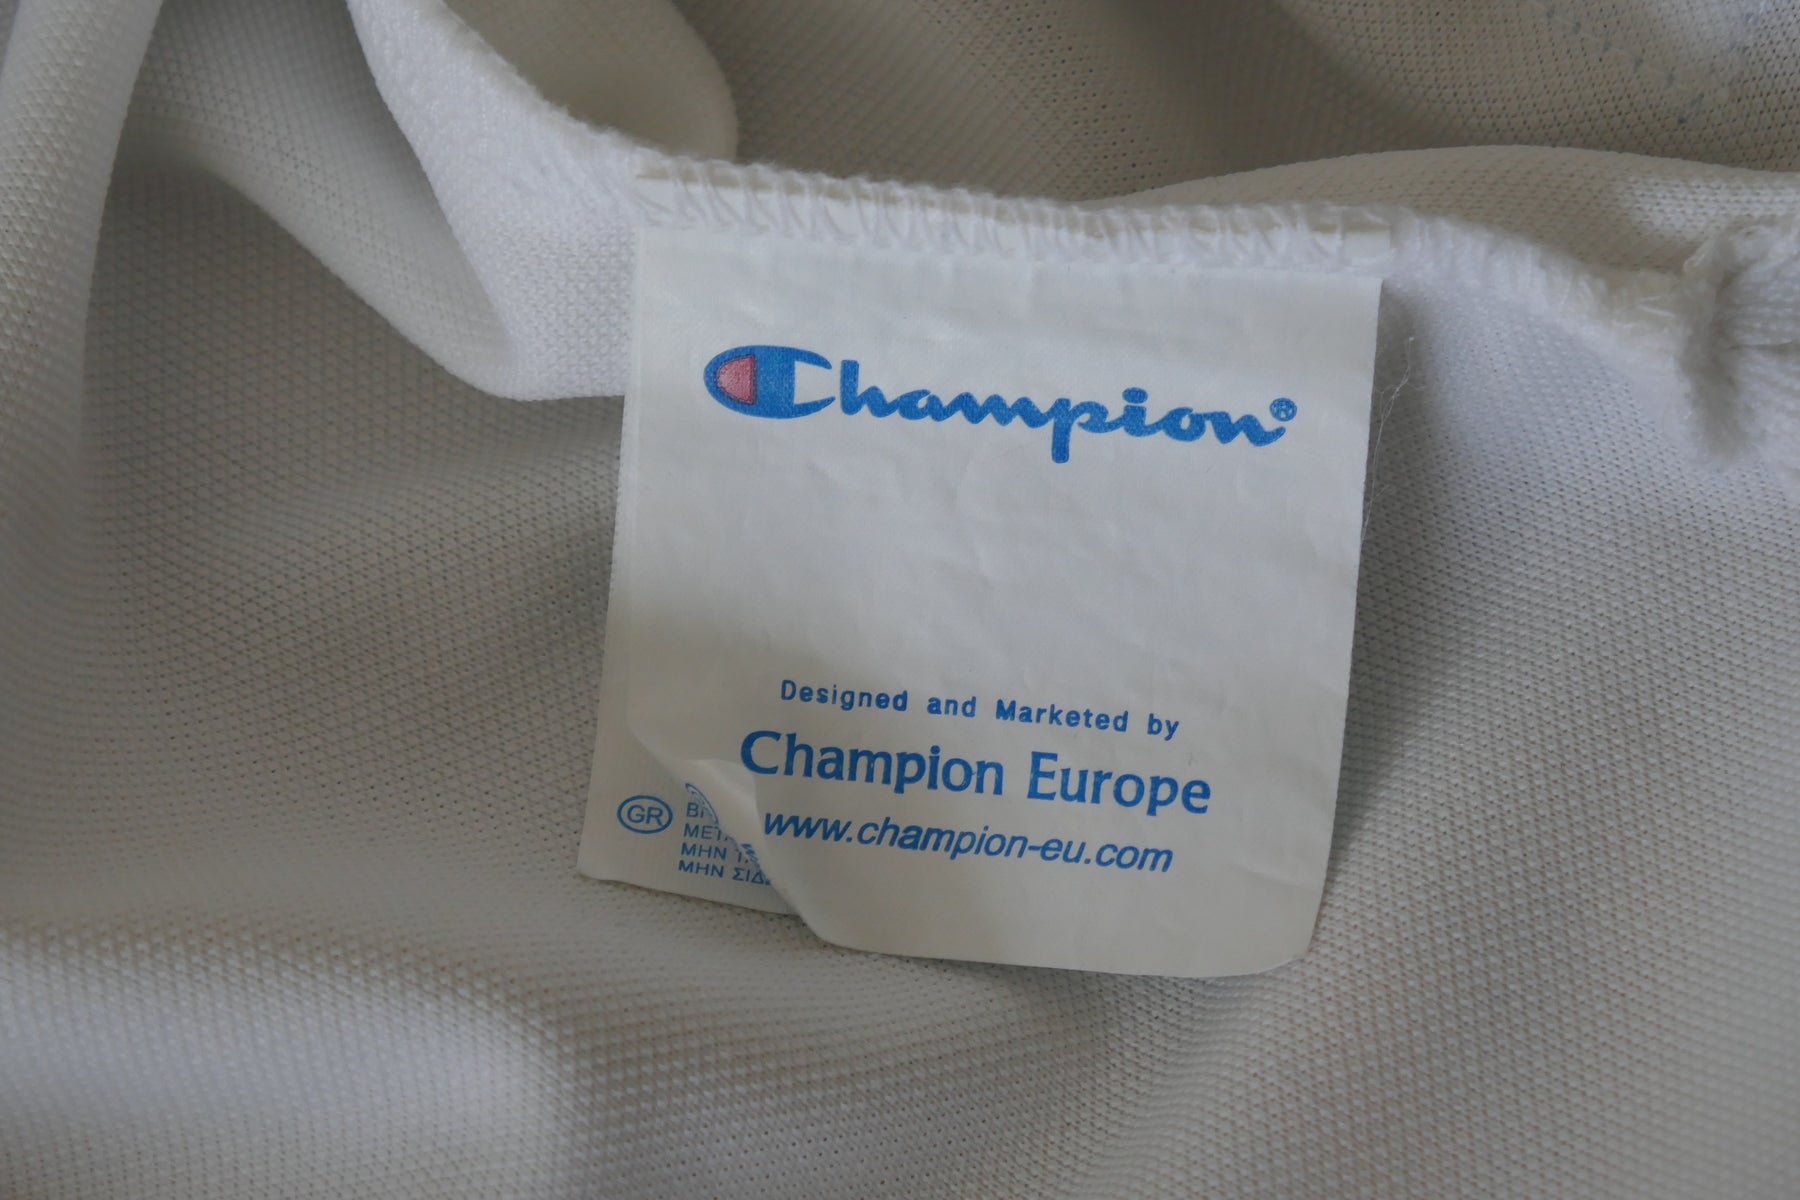 Champion®
Designed and Marketed by
Champion Europe
www.champion-eu.com
GR
ΜΗΝ
ΜΗΝ